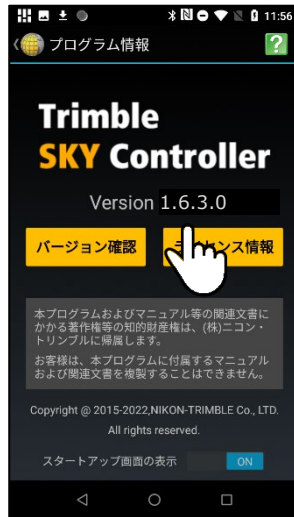 11:56
プログラム情報
?
Trimble
SKY Controller
Version 1.6.3.0
バージョン確認
ライセンス情報
本プログラムおよびマニュアル等の関連文書に
かかる著作権等の知的財産権は、(株)ニコン・
トリンブルに帰属します。
お客様は、本プログラムに付属するマニュアル
および関連文書を複製することはできません。
Copyright @ 2015-2022,NIKON-TRIMBLE Co., LTD.
All rights reserved.
スタートアップ画面の表示 ON